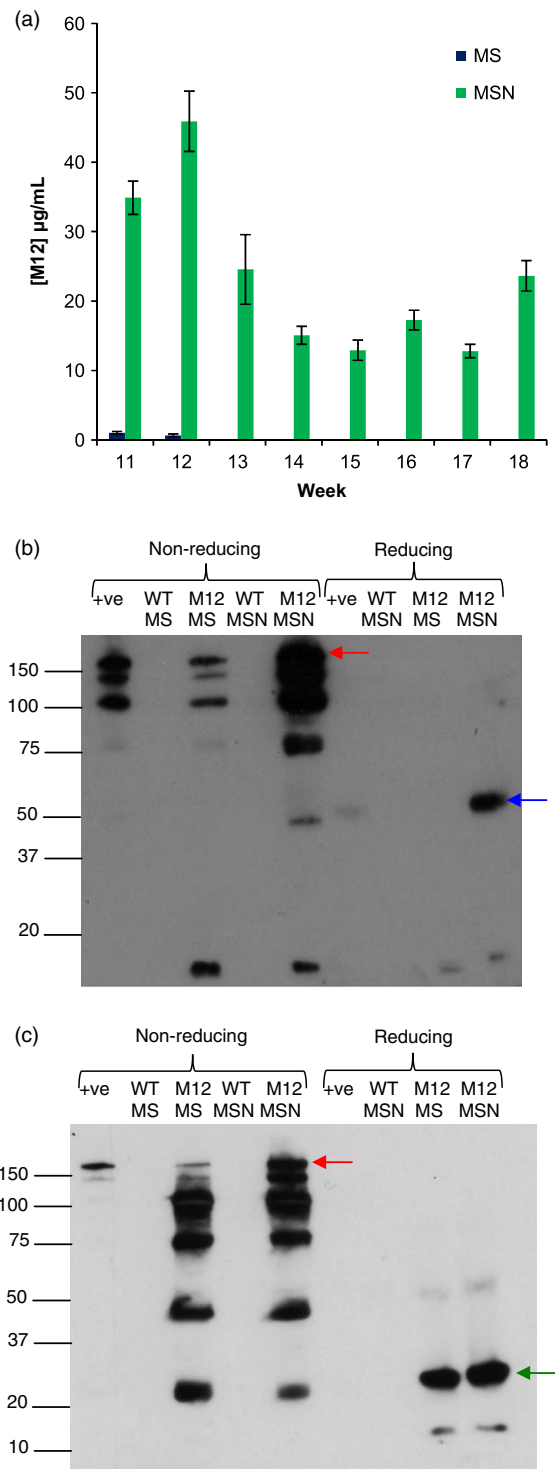 (a)
60
50
40
30
20
10
0
[M12] µg/mL
MS
MSN
11 12 13 14 15 16 17 18
Week
(b)
Non-reducing Reducing
+ve WT M12 WT M12 +ve WT M12 M12
MS MS MSN MSN MSN MS MSN
150
100
75
50
37
20
(c)
Non-reducing Reducing
+ve WT M12 WT M12 +ve WT M12 M12
MS MS MSN MSN MSN MS MSN
150
100
75
50
37
20
10